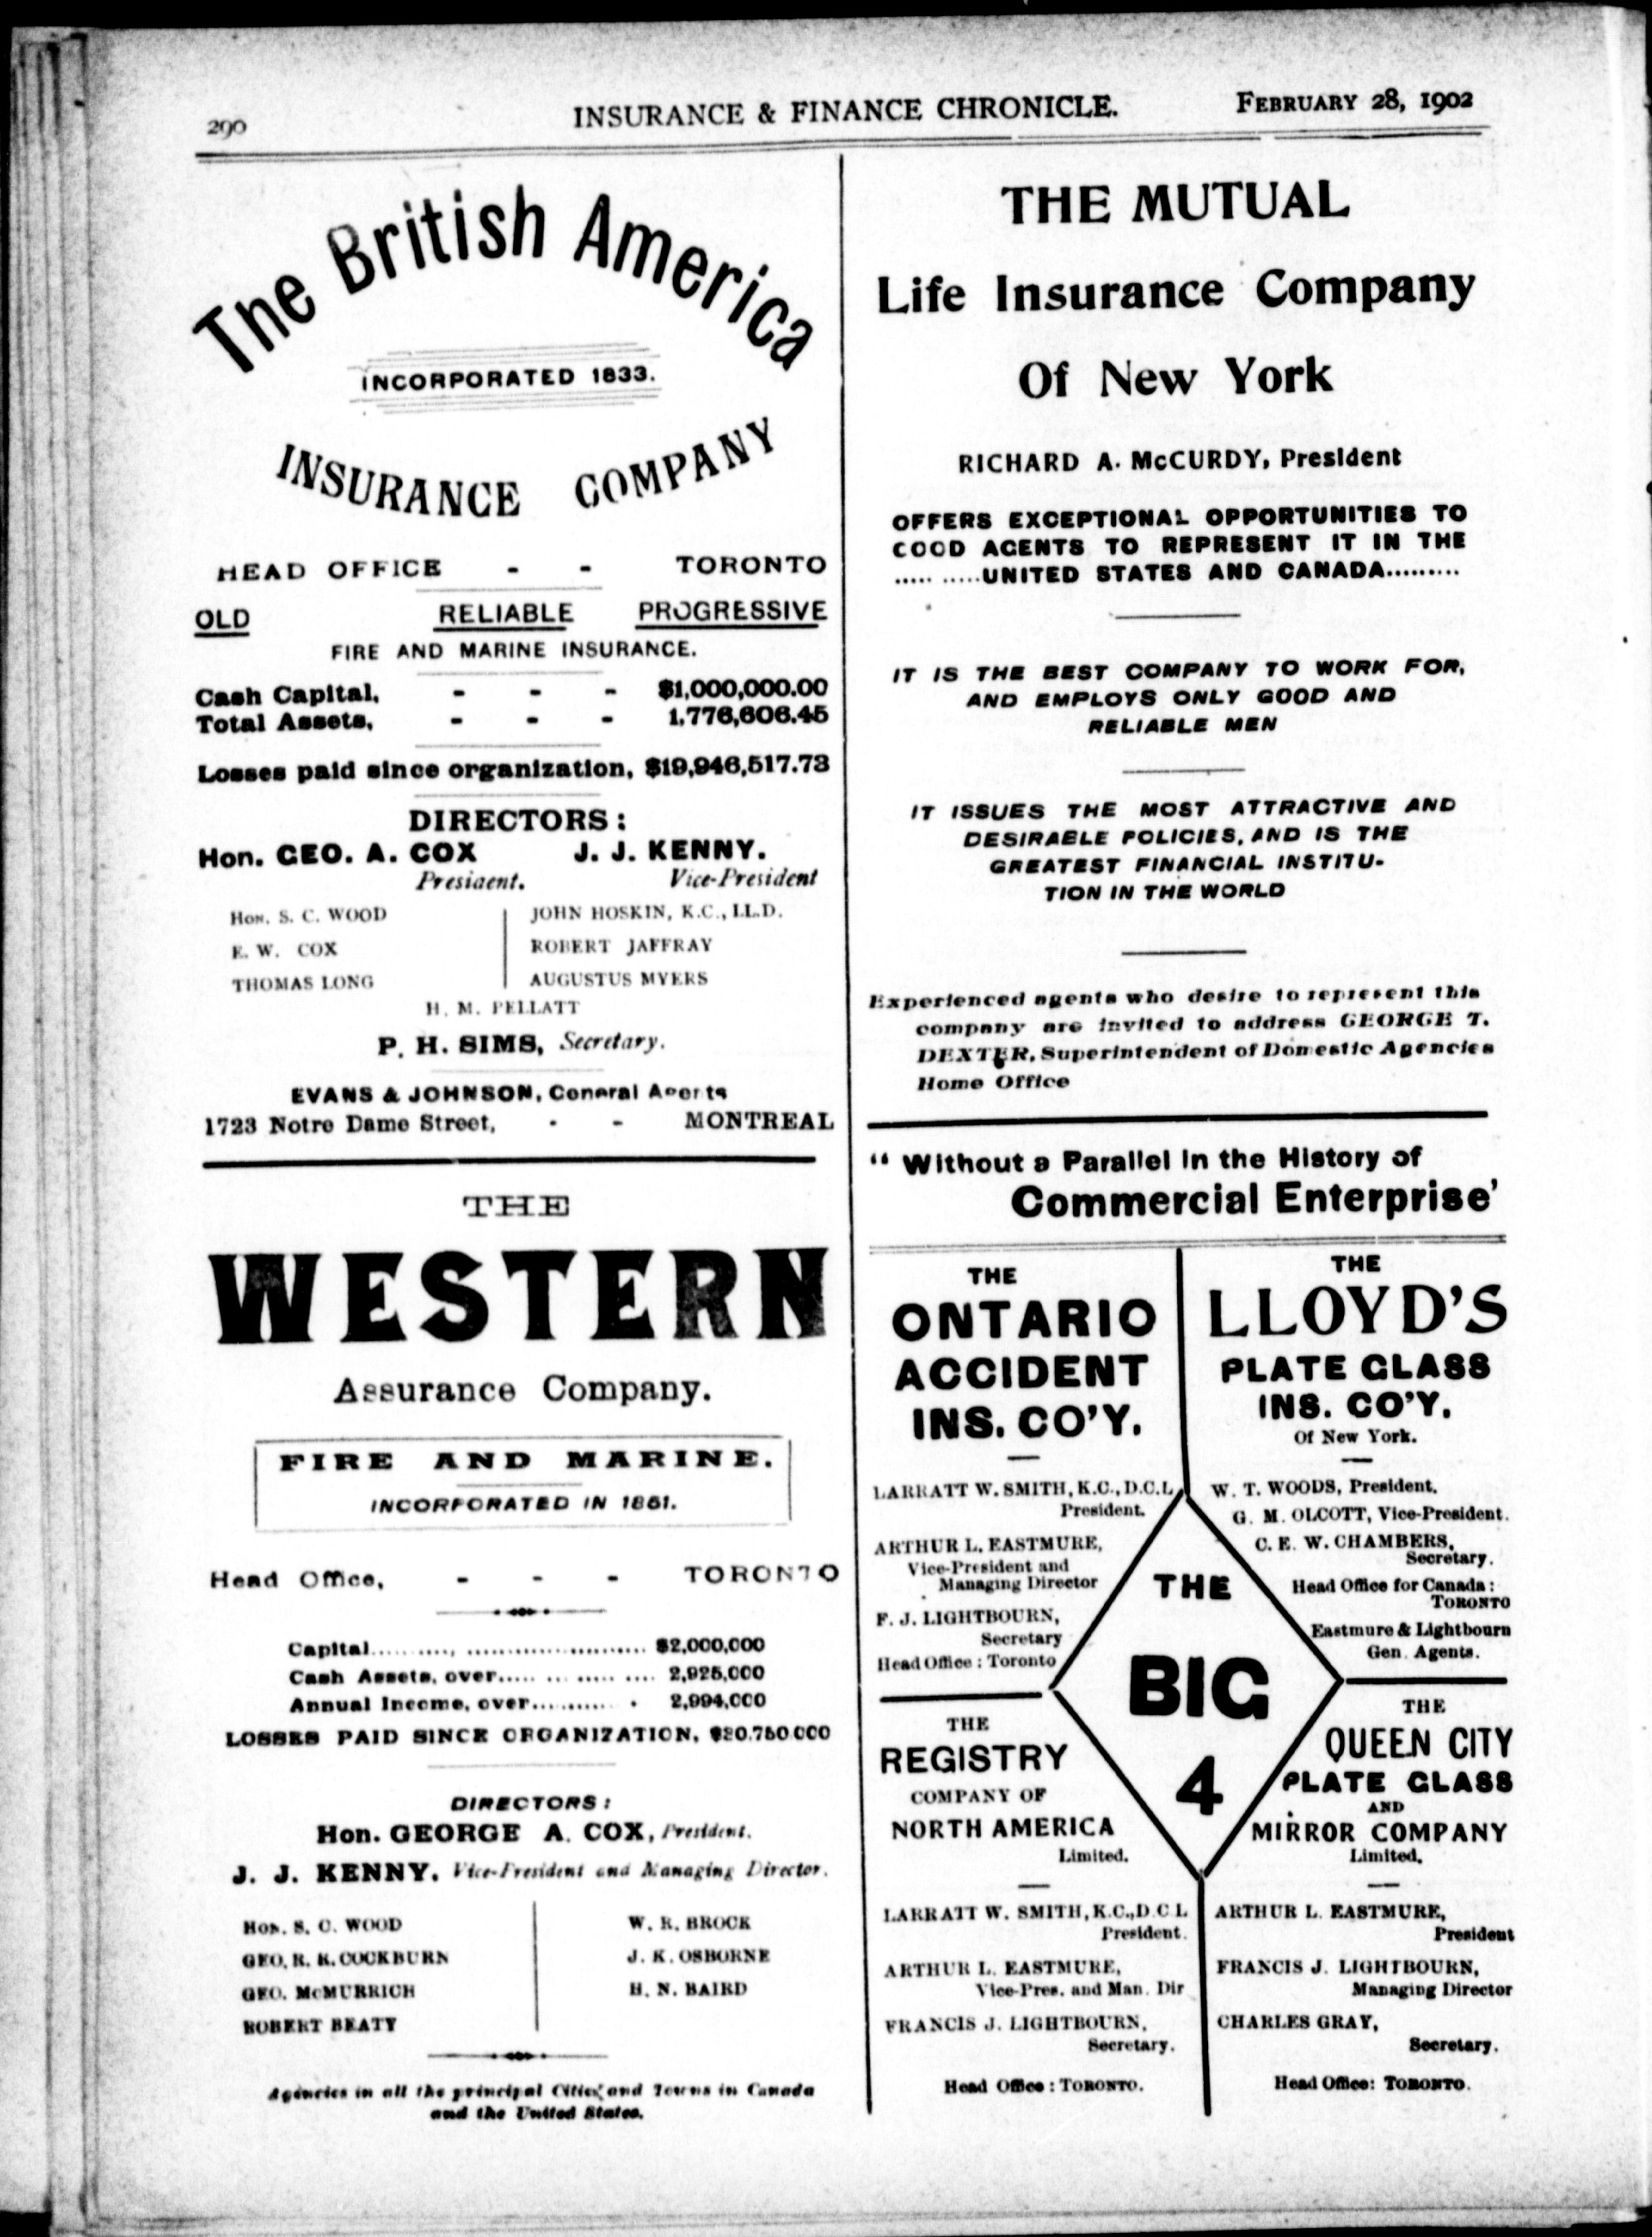 290
INSURANCE & FINANCE CHRONICLE.
FEBRUARY 28, 1902
The British America
INCORPORATED 1833.
INSURANCE COMPANY
HEAD OFFICE - - TORONTO
OLD RELIABLE PROGRESSIVE
FIRE AND MARINE INSURANCE.
Cash Capital, - - - $1,000,000.00
Total Assets, - - - 1,776,606.45
Losses paid since organization, $19,946,517.73
DIRECTORS:
Hon. GEO. A. COX J. J. KENNY.
President. Vice-President
HON. S. C. WOOD JOHN HOSKIN, K.C., LL.D.
E. W. COX ROBERT JAFFRAY
THOMAS LONG AUGUSTUS MYERS
H. M. PELLATT
P. H. SIMS, Secretary.
EVANS & JOHNSON, General Agents
1723 Notre Dame Street, - - MONTREAL
THE
WESTERN
Assurance Company.
FIRE AND MARINE.
INCORPORATED IN 1851.
Head Office, - - - TORONTO
Capital.......... ...................... $2,000,000
Cash Assets, over..... ... ...... .... 2,925,000
Annual Income, over.......... . 2,994,000
LOSSES PAID SINCE ORGANIZATION, $30,750,000
DIRECTORS:
Hon. GEORGE A. COX, President.
J. J. KENNY, Vice-President and Managing Director.
HON. S. C. WOOD W. R. BROCK
GEO. R. R. COCKBURN J. K. OSBORNE
GEO. McMURRICH H. N. BAIRD
ROBERT BEATY
Agencies in all the principal Cities and Towns in Canada
and the United States.
THE MUTUAL
Life Insurance Company
Of New York
RICHARD A. McCURDY, President
OFFERS EXCEPTIONAL OPPORTUNITIES TO
GOOD AGENTS TO REPRESENT IT IN THE
..... .....UNITED STATES AND CANADA.........
IT IS THE BEST COMPANY TO WORK FOR,
AND EMPLOYS ONLY GOOD AND
RELIABLE MEN
IT ISSUES THE MOST ATTRACTIVE AND
DESIRABLE POLICIES, AND IS THE
GREATEST FINANCIAL INSTITU-
TION IN THE WORLD
Experienced agents who desire to represent this
company are invited to address GEORGE T.
DEXTER, Superintendent of Domestic Agencies
Home Office
"Without a Parallel in the History of
Commercial Enterprise'
THE
ONTARIO
ACCIDENT
INS. CO'Y.
LARRATT W. SMITH, K.C., D.C.L,
President.
ARTHUR L. EASTMURE,
Vice-President and
Managing Director
F. J. LIGHTBOURN,
Secretary
Head Office: Toronto
THE
LLOYD'S
PLATE GLASS
INS. CO'Y.
Of New York.
W. T. WOODS, President.
G. M. OLCOTT, Vice-President.
C. E. W. CHAMBERS,
Secretary.
Head Office for Canada:
TORONTO
Eastmure & Lightbourn
Gen. Agents.
THE
BIG
4
THE
REGISTRY
COMPANY OF
NORTH AMERICA
Limited.
LARRATT W. SMITH, K.C., D.C.L
President.
ARTHUR L. EASTMURE,
Vice-Pres. and Man. Dir
FRANCIS J. LIGHTBOURN,
Secretary.
Head Office: TORONTO.
THE
QUEEN CITY
PLATE GLASS
AND
MIRROR COMPANY
Limited.
ARTHUR L. EASTMURE,
President
FRANCIS J. LIGHTBOURN,
Managing Director
CHARLES GRAY,
Secretary.
Head Office: TORONTO.